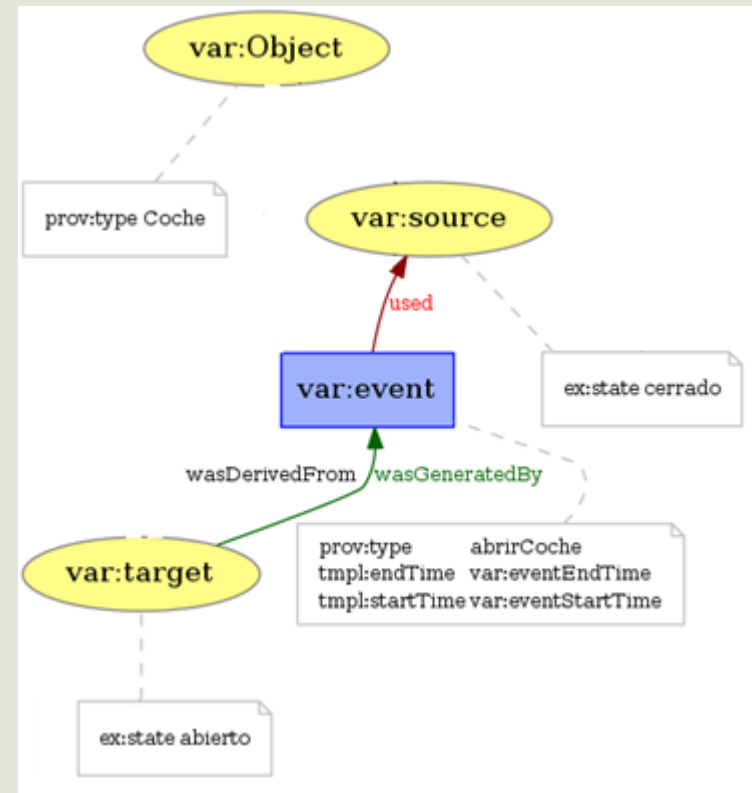 var:Object
prov:type Coche
var:source
used
var:event
ex:state cerrado
wasDerivedFrom
wasGeneratedBy
prov:type abrirCoche
tmpl:endTime var:eventEndTime
tmpl:startTime var:eventStartTime
var:target
ex:state abierto